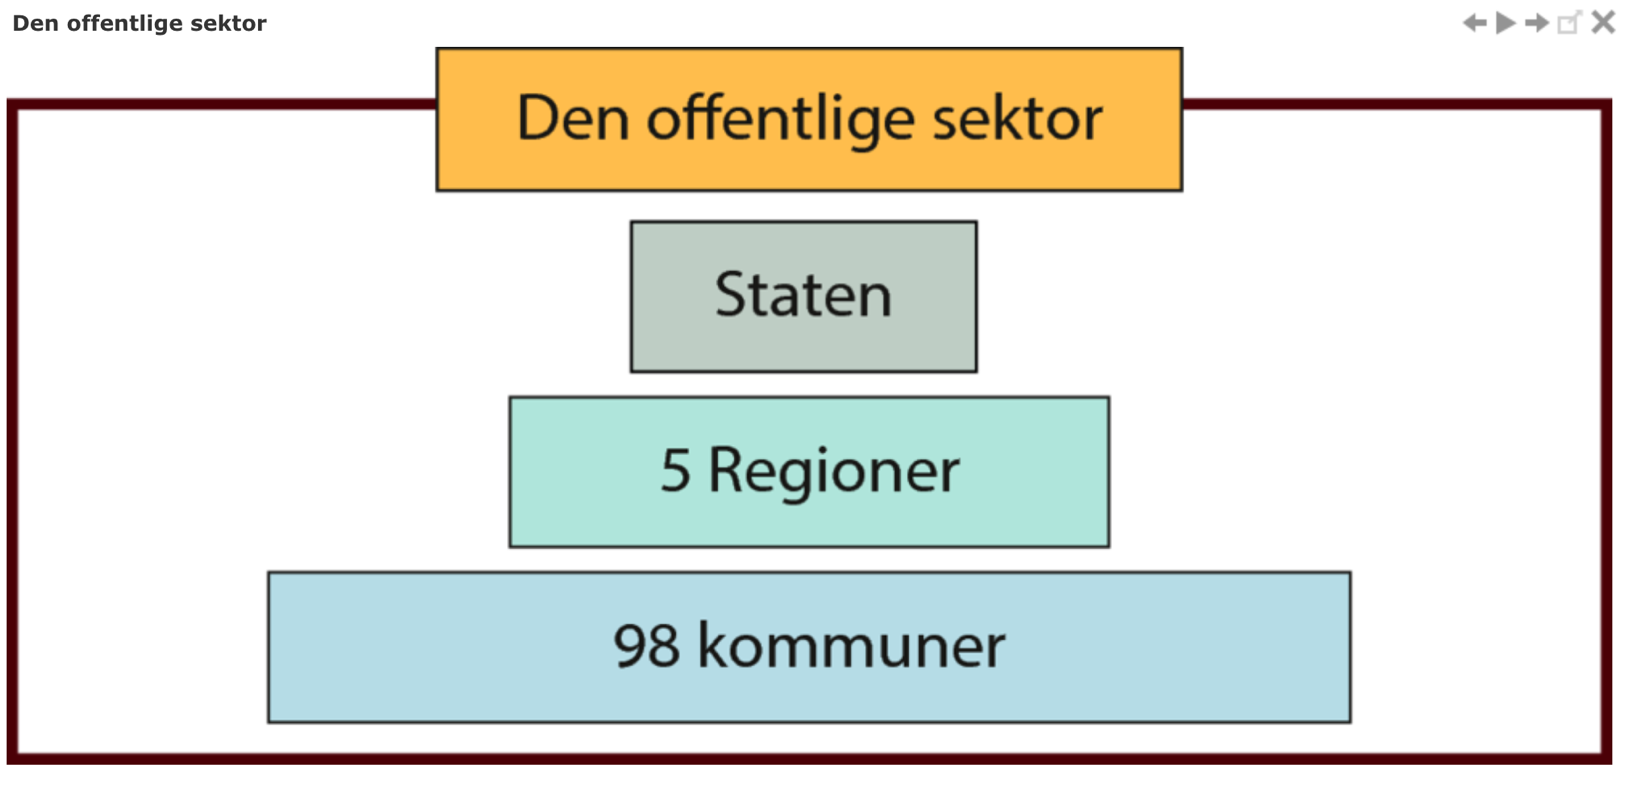 Den offentlige sektor
Den offentlige sektor
Staten
5 Regioner
98 kommuner